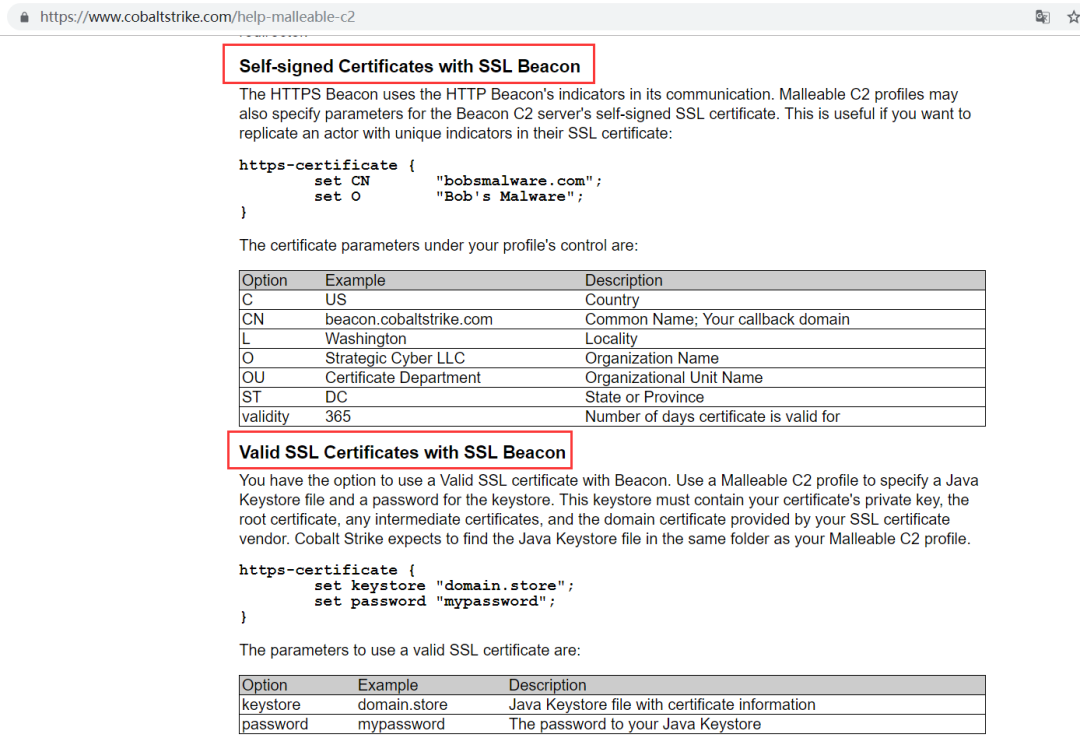 https://www.cobaltstrike.com/help-malleable-c2
Self-signed Certificates with SSL Beacon
The HTTPS Beacon uses the HTTP Beacon's indicators in its communication. Malleable C2 profiles may
also specify parameters for the Beacon C2 server's self-signed SSL certificate. This is useful if you want to
replicate an actor with unique indicators in their SSL certificate:
https-certificate {
set CN "bobsmalware.com";
set O "Bob's Malware";
}
The certificate parameters under your profile's control are:
Option Example Description
C US Country
CN beacon.cobaltstrike.com Common Name; Your callback domain
L Washington Locality
O Strategic Cyber LLC Organization Name
OU Certificate Department Organizational Unit Name
ST DC State or Province
validity 365 Number of days certificate is valid for
Valid SSL Certificates with SSL Beacon
You have the option to use a Valid SSL certificate with Beacon. Use a Malleable C2 profile to specify a Java
Keystore file and a password for the keystore. This keystore must contain your certificate's private key, the
root certificate, any intermediate certificates, and the domain certificate provided by your SSL certificate
vendor. Cobalt Strike expects to find the Java Keystore file in the same folder as your Malleable C2 profile.
https-certificate {
set keystore "domain.store";
set password "mypassword";
}
The parameters to use a valid SSL certificate are:
Option Example Description
keystore domain.store Java Keystore file with certificate information
password mypassword The password to your Java Keystore